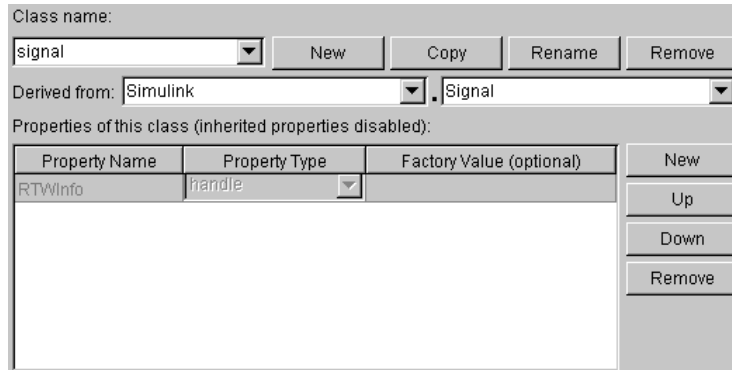 Class name:
signal New Copy Rename Remove
Derived from: Simulink . Signal
Properties of this class (inherited properties disabled):
Property Name Property Type Factory Value (optional) New
RTWInfo handle
Up
Down
Remove